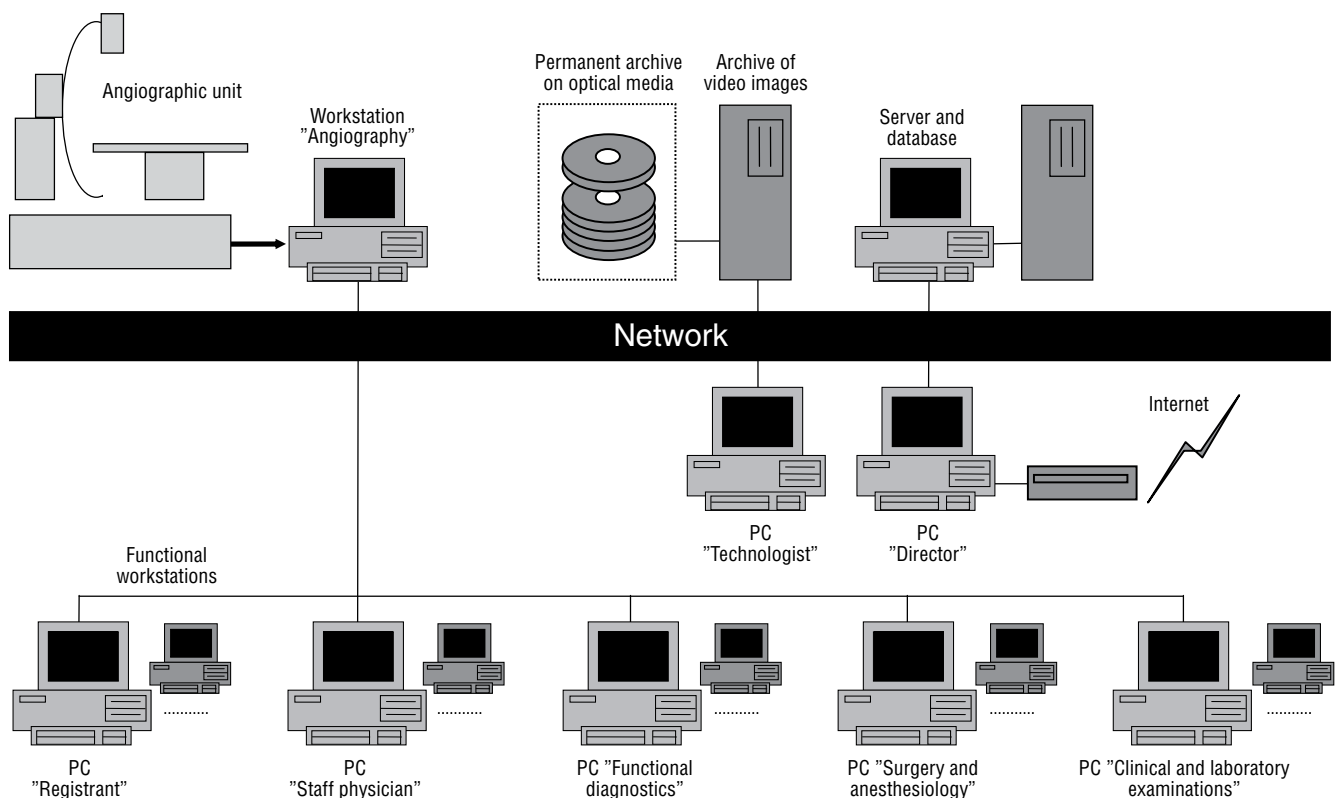 Angiographic unit
Workstation
”Angiography”
Permanent archive
on optical media
Archive of
video images
Server and
database
Network
Internet
PC
”Technologist”
PC
”Director”
Functional
workstations
PC
”Registrant”
PC
”Staff physician”
PC ”Functional
diagnostics”
PC ”Surgery and
anesthesiology”
PC ”Clinical and laboratory
examinations”